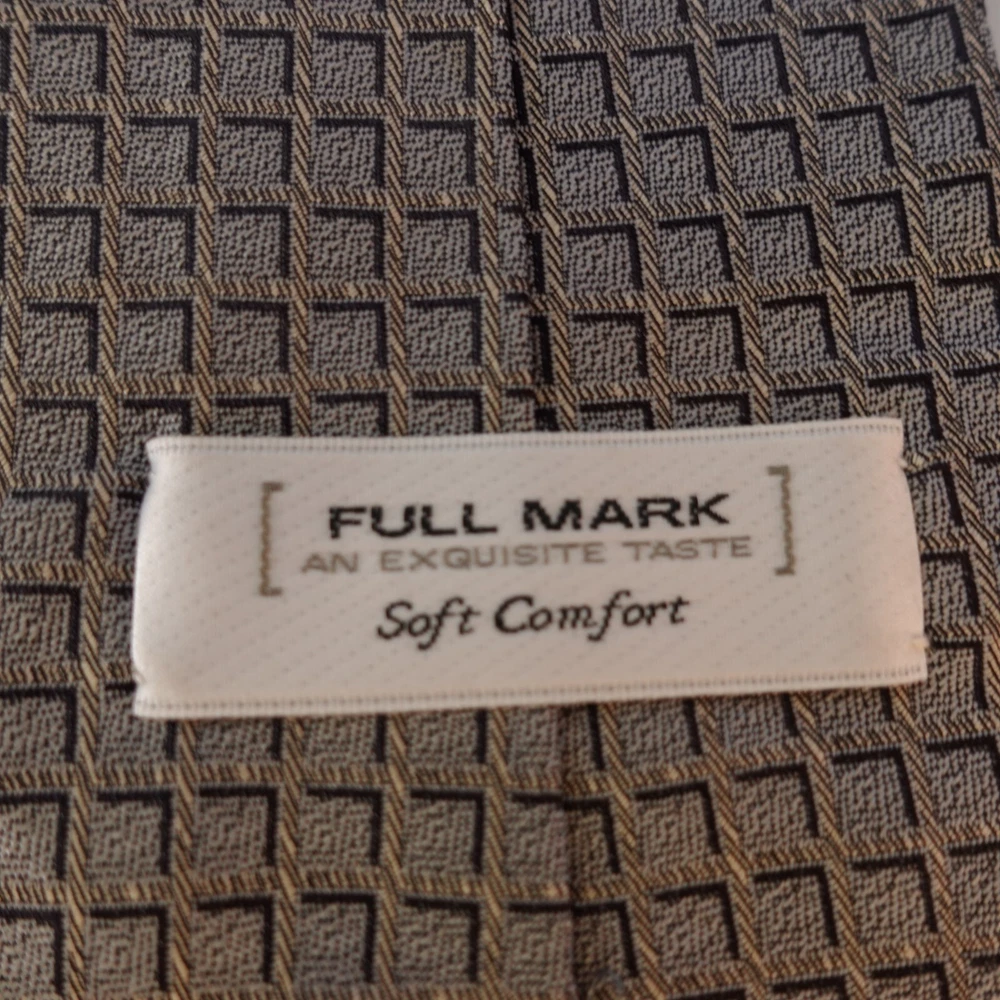 FULL MARK
AN EXQUISITE TASTE
Soft Comfort